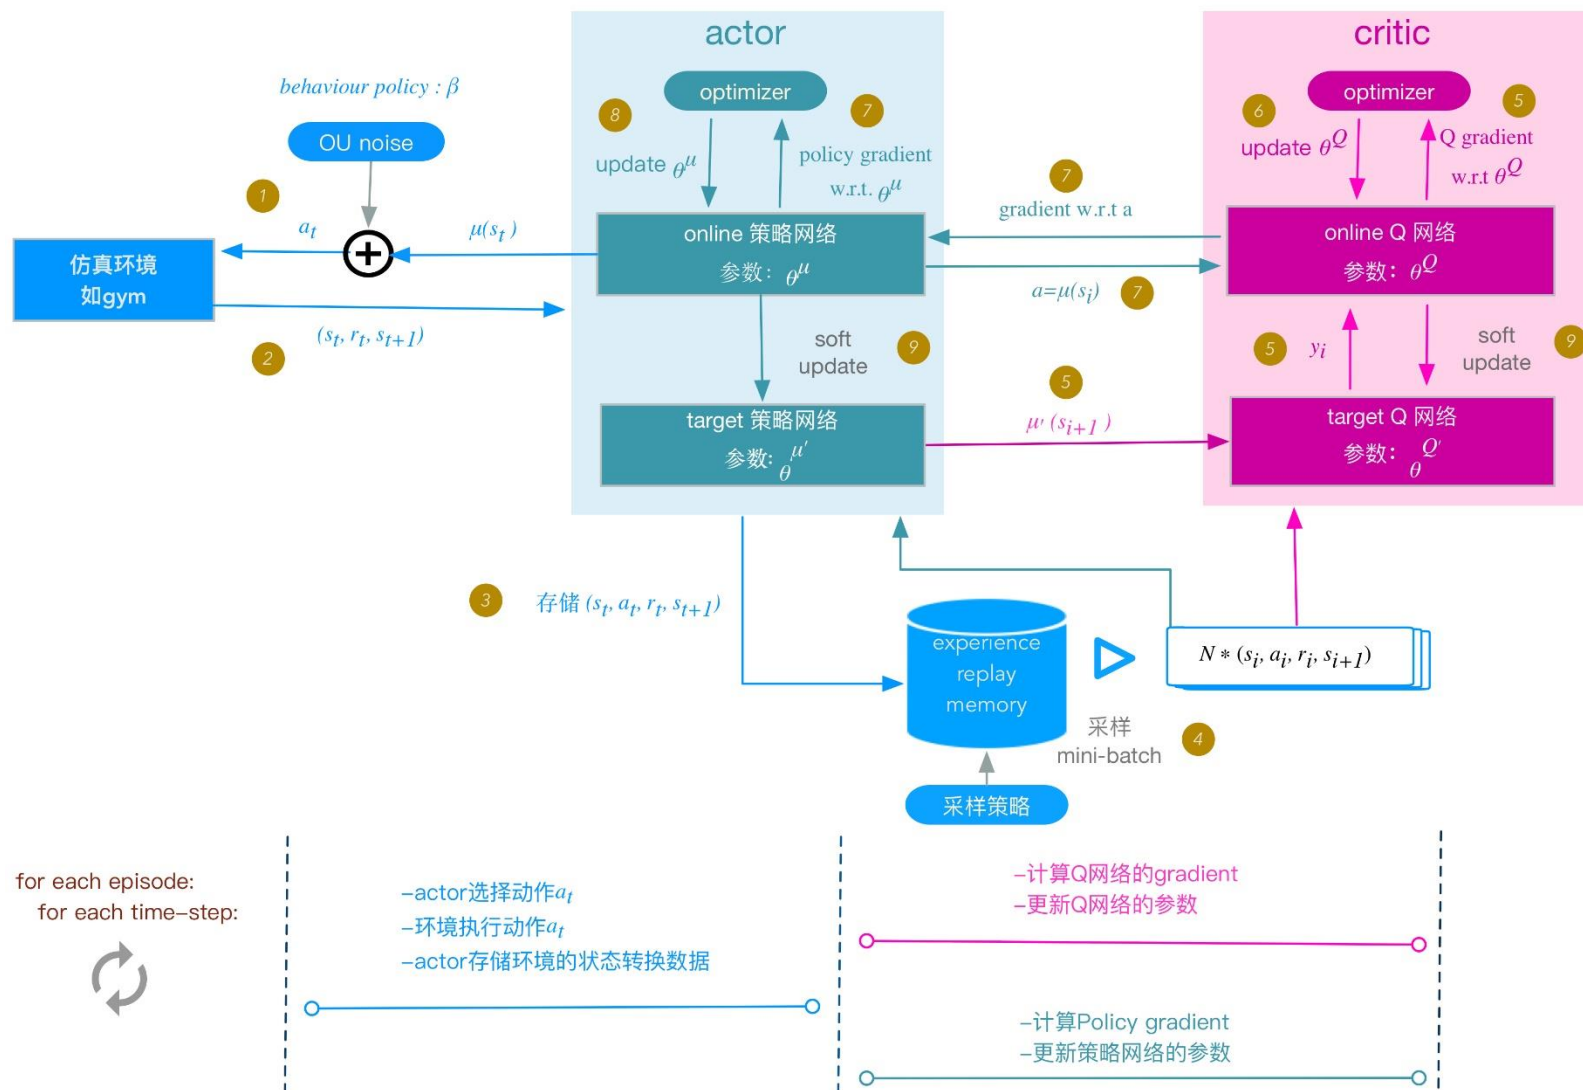 actor
critic
behaviour policy : β
OU noise
optimizer
optimizer
8
7
6
5
update θ^μ
policy gradient
w.r.t. θ^μ
update θ^Q
Q gradient
w.r.t θ^Q
1
a_t
μ(s_t)
7
gradient w.r.t a
仿真环境
如gym
online 策略网络
参数: θ^μ
online Q 网络
参数: θ^Q
a=μ(s_i)
7
(s_t, r_t, s_{t+1})
2
soft
update
9
5
y_i
soft
update
9
5
μ'(s_{i+1})
target 策略网络
参数: θ^{μ'}
target Q 网络
参数: θ^{Q'}
3
存储 (s_t, a_t, r_t, s_{t+1})
experience
replay
memory
N * (s_i, a_i, r_i, s_{i+1})
采样
mini-batch
4
采样策略
for each episode:
for each time-step:
-actor选择动作a_t
-环境执行动作a_t
-actor存储环境的状态转换数据
-计算Q网络的gradient
-更新Q网络的参数
-计算Policy gradient
-更新策略网络的参数